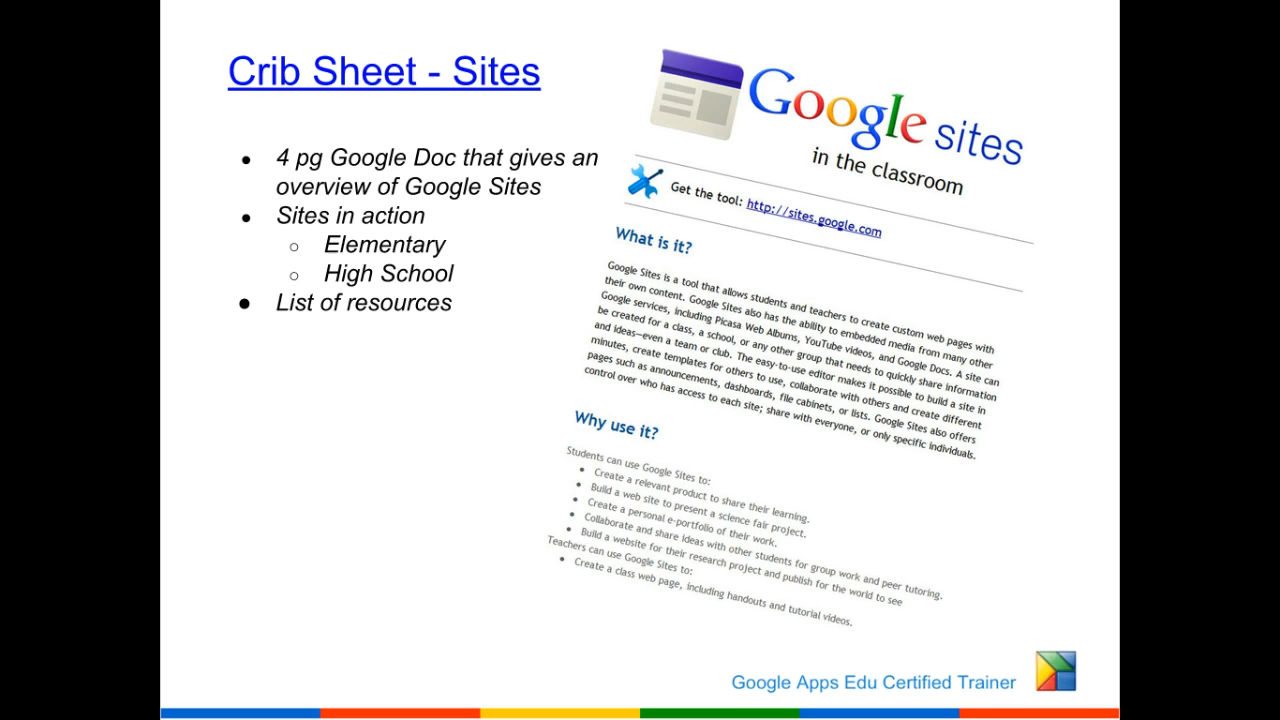 Crib Sheet - Sites
● 4 pg Google Doc that gives an
overview of Google Sites
● Sites in action
○ Elementary
○ High School
● List of resources
Google sites
in the classroom
Get the tool: http://sites.google.com
What is it?
Google Sites is a tool that allows students and teachers to create custom web pages with
their own content. Google Sites also has the ability to embedded media from many other
Google services, including Picasa Web Albums, YouTube videos, and Google Docs. A site can
be created for a class, a school, or any other group that needs to quickly share information
and ideas—even a team or club. The easy-to-use editor makes it possible to build a site in
minutes, create templates for others to use, collaborate with others and create different
pages such as announcements, dashboards, file cabinets, or lists. Google Sites also offers
control over who has access to each site; share with everyone, or only specific individuals.
Why use it?
Students can use Google Sites to:
● Create a relevant product to share their learning.
● Build a web site to present a science fair project.
● Create a personal e-portfolio of their work.
● Collaborate and share ideas with other students for group work and peer tutoring.
● Build a website for their research project and publish for the world to see
Teachers can use Google Sites to:
● Create a class web page, including handouts and tutorial videos.
Google Apps Edu Certified Trainer